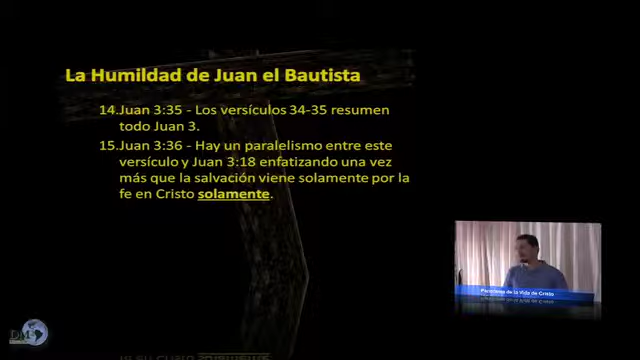 La Humildad de Juan el Bautista
14.Juan 3:35 - Los versículos 34-35 resumen
todo Juan 3.
15.Juan 3:36 - Hay un paralelismo entre este
versículo y Juan 3:18 enfatizando una vez
más que la salvación viene solamente por la
fe en Cristo solamente.
Panorama de la Vida de Cristo